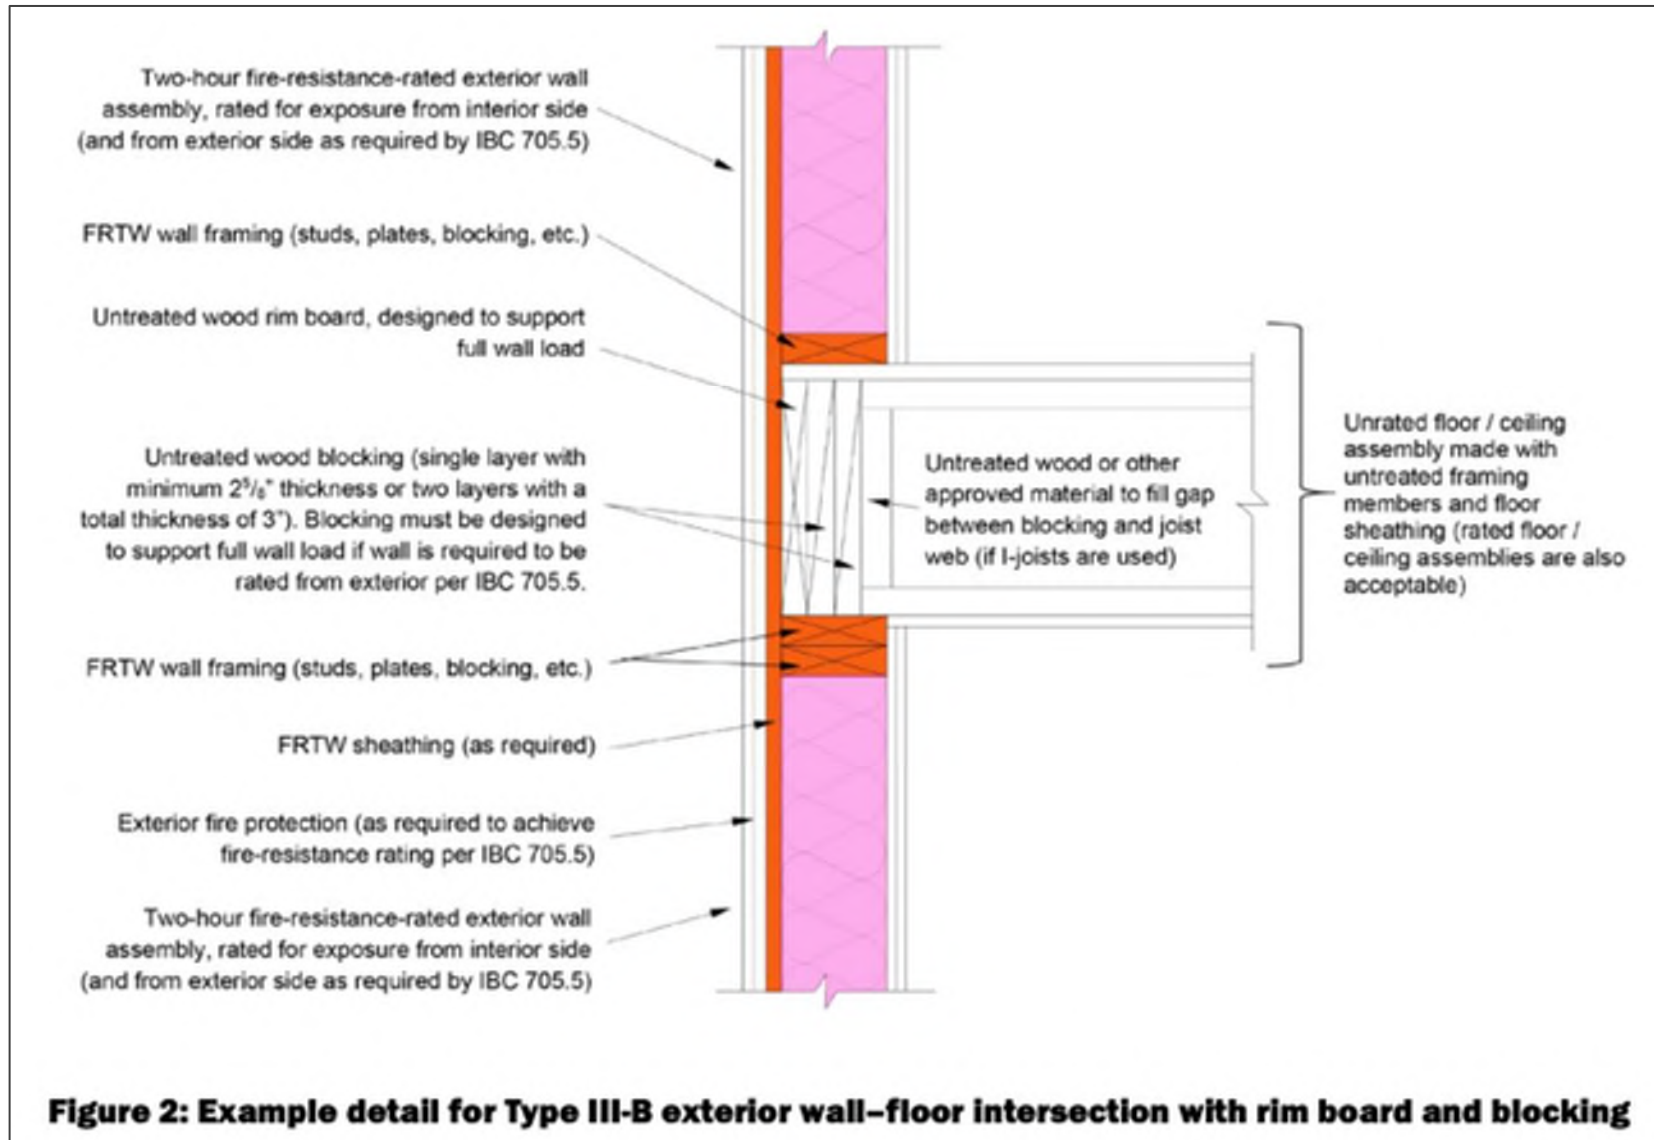 Two-hour fire-resistance-rated exterior wall
assembly, rated for exposure from interior side
(and from exterior side as required by IBC 705.5)
FRTW wall framing (studs, plates, blocking, etc.)
Untreated wood rim board, designed to support
full wall load
Untreated wood blocking (single layer with
minimum 2⁵/₈" thickness or two layers with a
total thickness of 3"). Blocking must be designed
to support full wall load if wall is required to be
rated from exterior per IBC 705.5.
FRTW wall framing (studs, plates, blocking, etc.)
FRTW sheathing (as required)
Exterior fire protection (as required to achieve
fire-resistance rating per IBC 705.5)
Two-hour fire-resistance-rated exterior wall
assembly, rated for exposure from interior side
(and from exterior side as required by IBC 705.5)
Untreated wood or other
approved material to fill gap
between blocking and joist
web (if I-joists are used)
Unrated floor / ceiling
assembly made with
untreated framing
members and floor
sheathing (rated floor /
ceiling assemblies are also
acceptable)
Figure 2: Example detail for Type III-B exterior wall–floor intersection with rim board and blocking